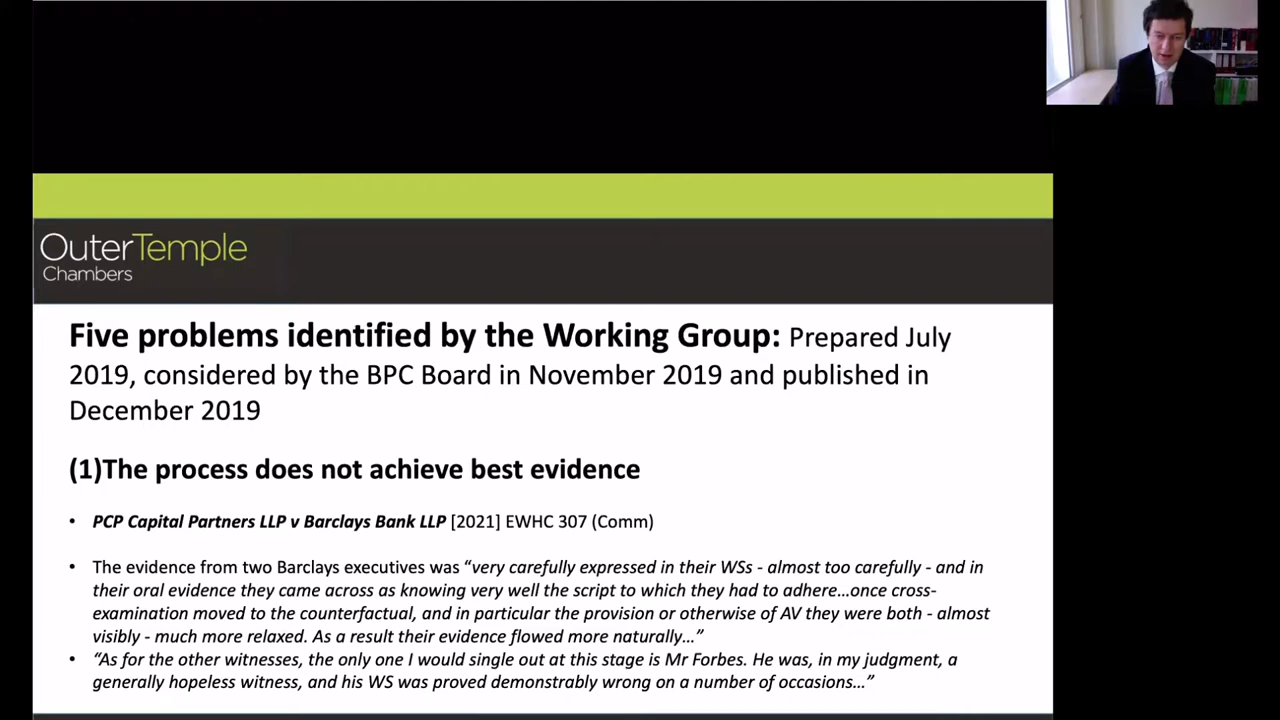 OuterTemple
Chambers
Five problems identified by the Working Group: Prepared July
2019, considered by the BPC Board in November 2019 and published in
December 2019
(1)The process does not achieve best evidence
• PCP Capital Partners LLP v Barclays Bank LLP [2021] EWHC 307 (Comm)
• The evidence from two Barclays executives was “very carefully expressed in their WSs - almost too carefully - and in
their oral evidence they came across as knowing very well the script to which they had to adhere…once cross-
examination moved to the counterfactual, and in particular the provision or otherwise of AV they were both - almost
visibly - much more relaxed. As a result their evidence flowed more naturally…”
• “As for the other witnesses, the only one I would single out at this stage is Mr Forbes. He was, in my judgment, a
generally hopeless witness, and his WS was proved demonstrably wrong on a number of occasions…”